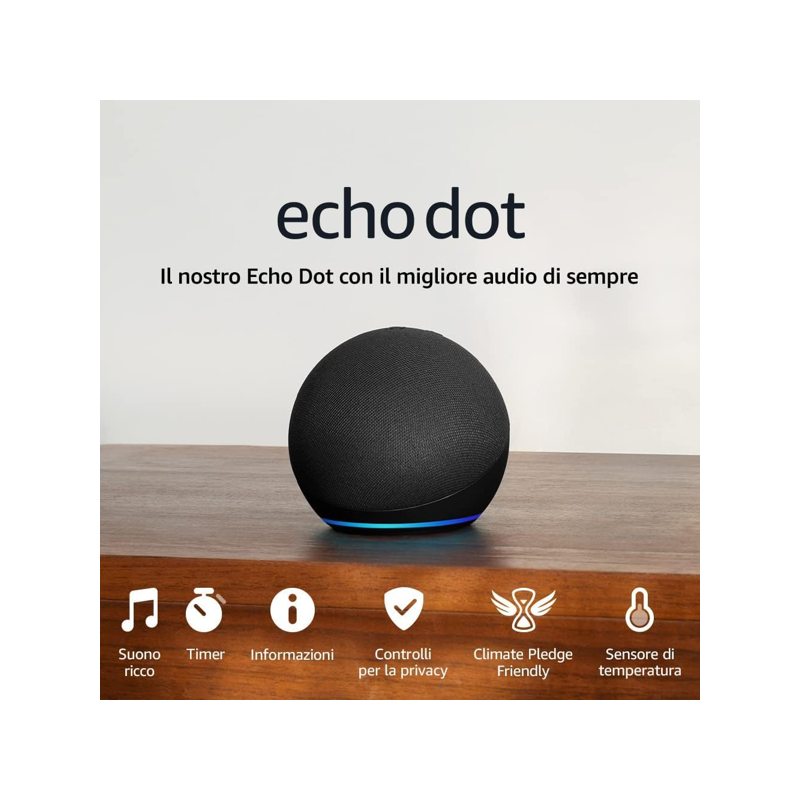 echo dot
Il nostro Echo Dot con il migliore audio di sempre
Suono
ricco
Timer
Informazioni
Controlli
per la privacy
Climate Pledge
Friendly
Sensore di
temperatura